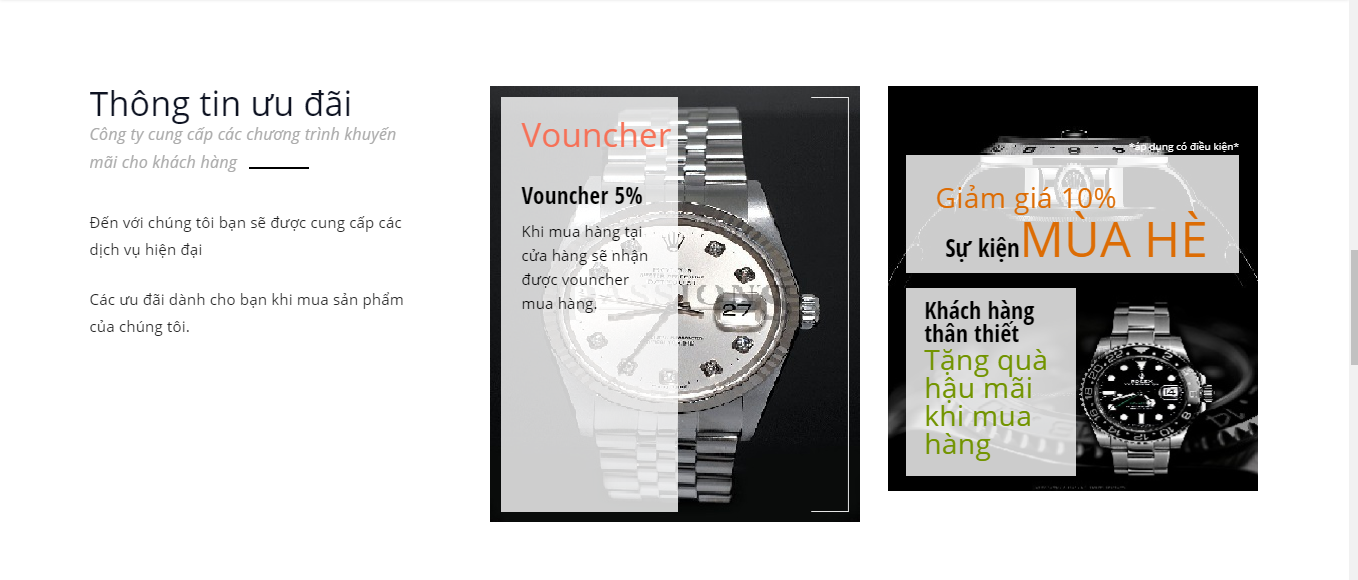 Thông tin ưu đãi
Công ty cung cấp các chương trình khuyến
mãi cho khách hàng
Đến với chúng tôi bạn sẽ được cung cấp các
dịch vụ hiện đại
Các ưu đãi dành cho bạn khi mua sản phẩm
của chúng tôi.
Vouncher
Vouncher 5%
Khi mua hàng tại
cửa hàng sẽ nhận
được vouncher
mua hàng.
27
*áp dụng có điều kiện*
Giảm giá 10%
Sự kiện MÙA HÈ
Khách hàng
thân thiết
Tặng quà
hậu mãi
khi mua
hàng
ROLEX
14